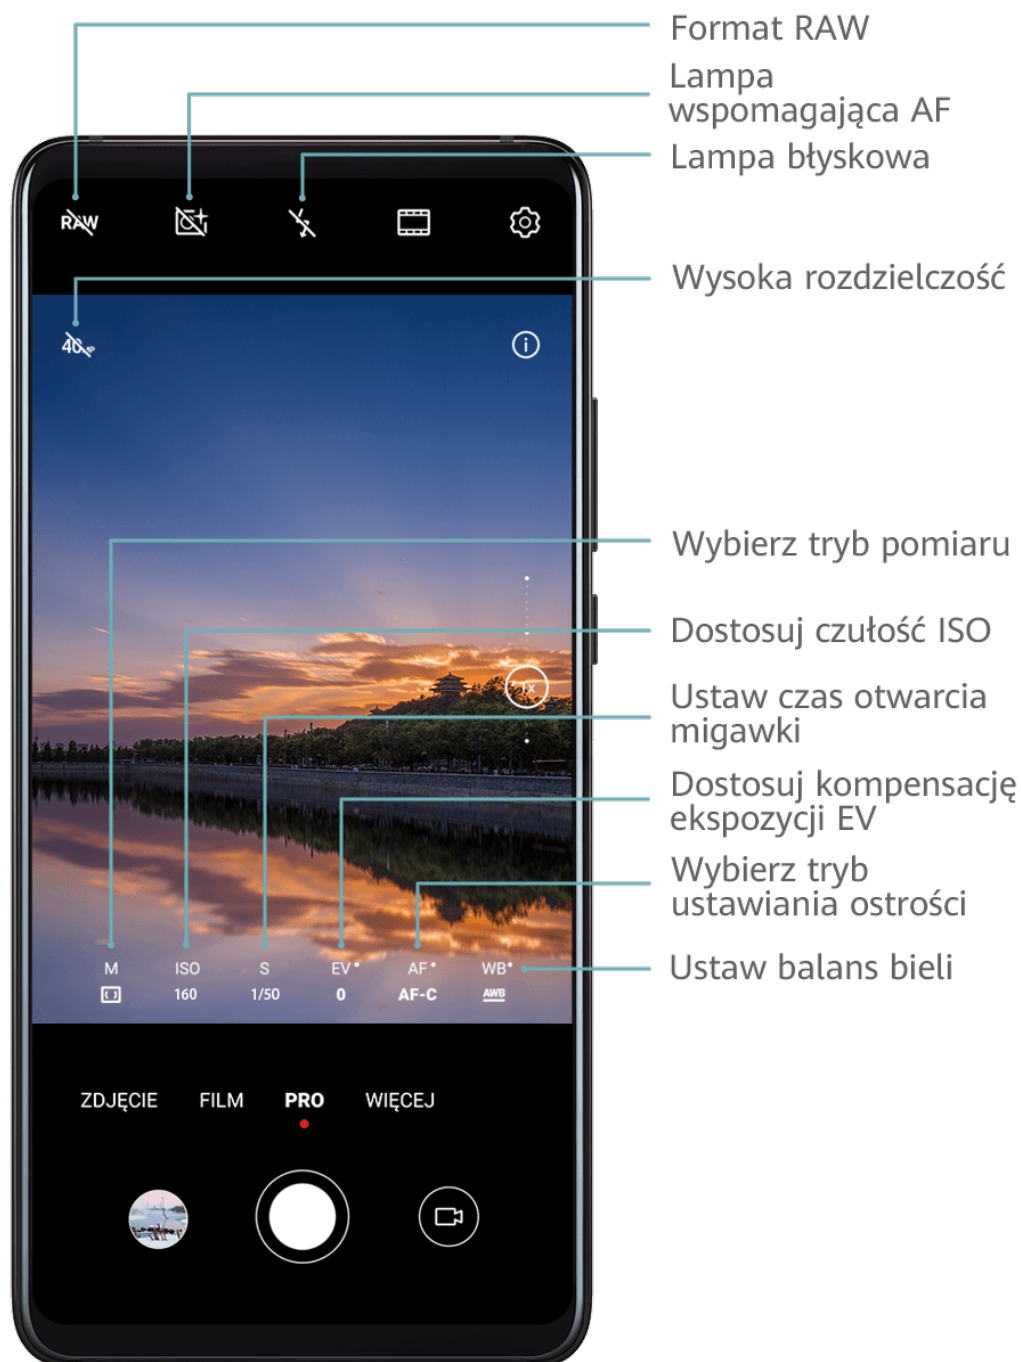 Format RAW
Lampa
wspomagająca AF
Lampa błyskowa
RAW
Wysoka rozdzielczość
40MP
Wybierz tryb pomiaru
Dostosuj czułość ISO
1x
Ustaw czas otwarcia
migawki
Dostosuj kompensację
ekspozycji EV
Wybierz tryb
ustawiania ostrości
Ustaw balans bieli
M ISO S EV AF WB
160 1/50 0 AF-C AWB
ZDJĘCIE FILM PRO WIĘCEJ